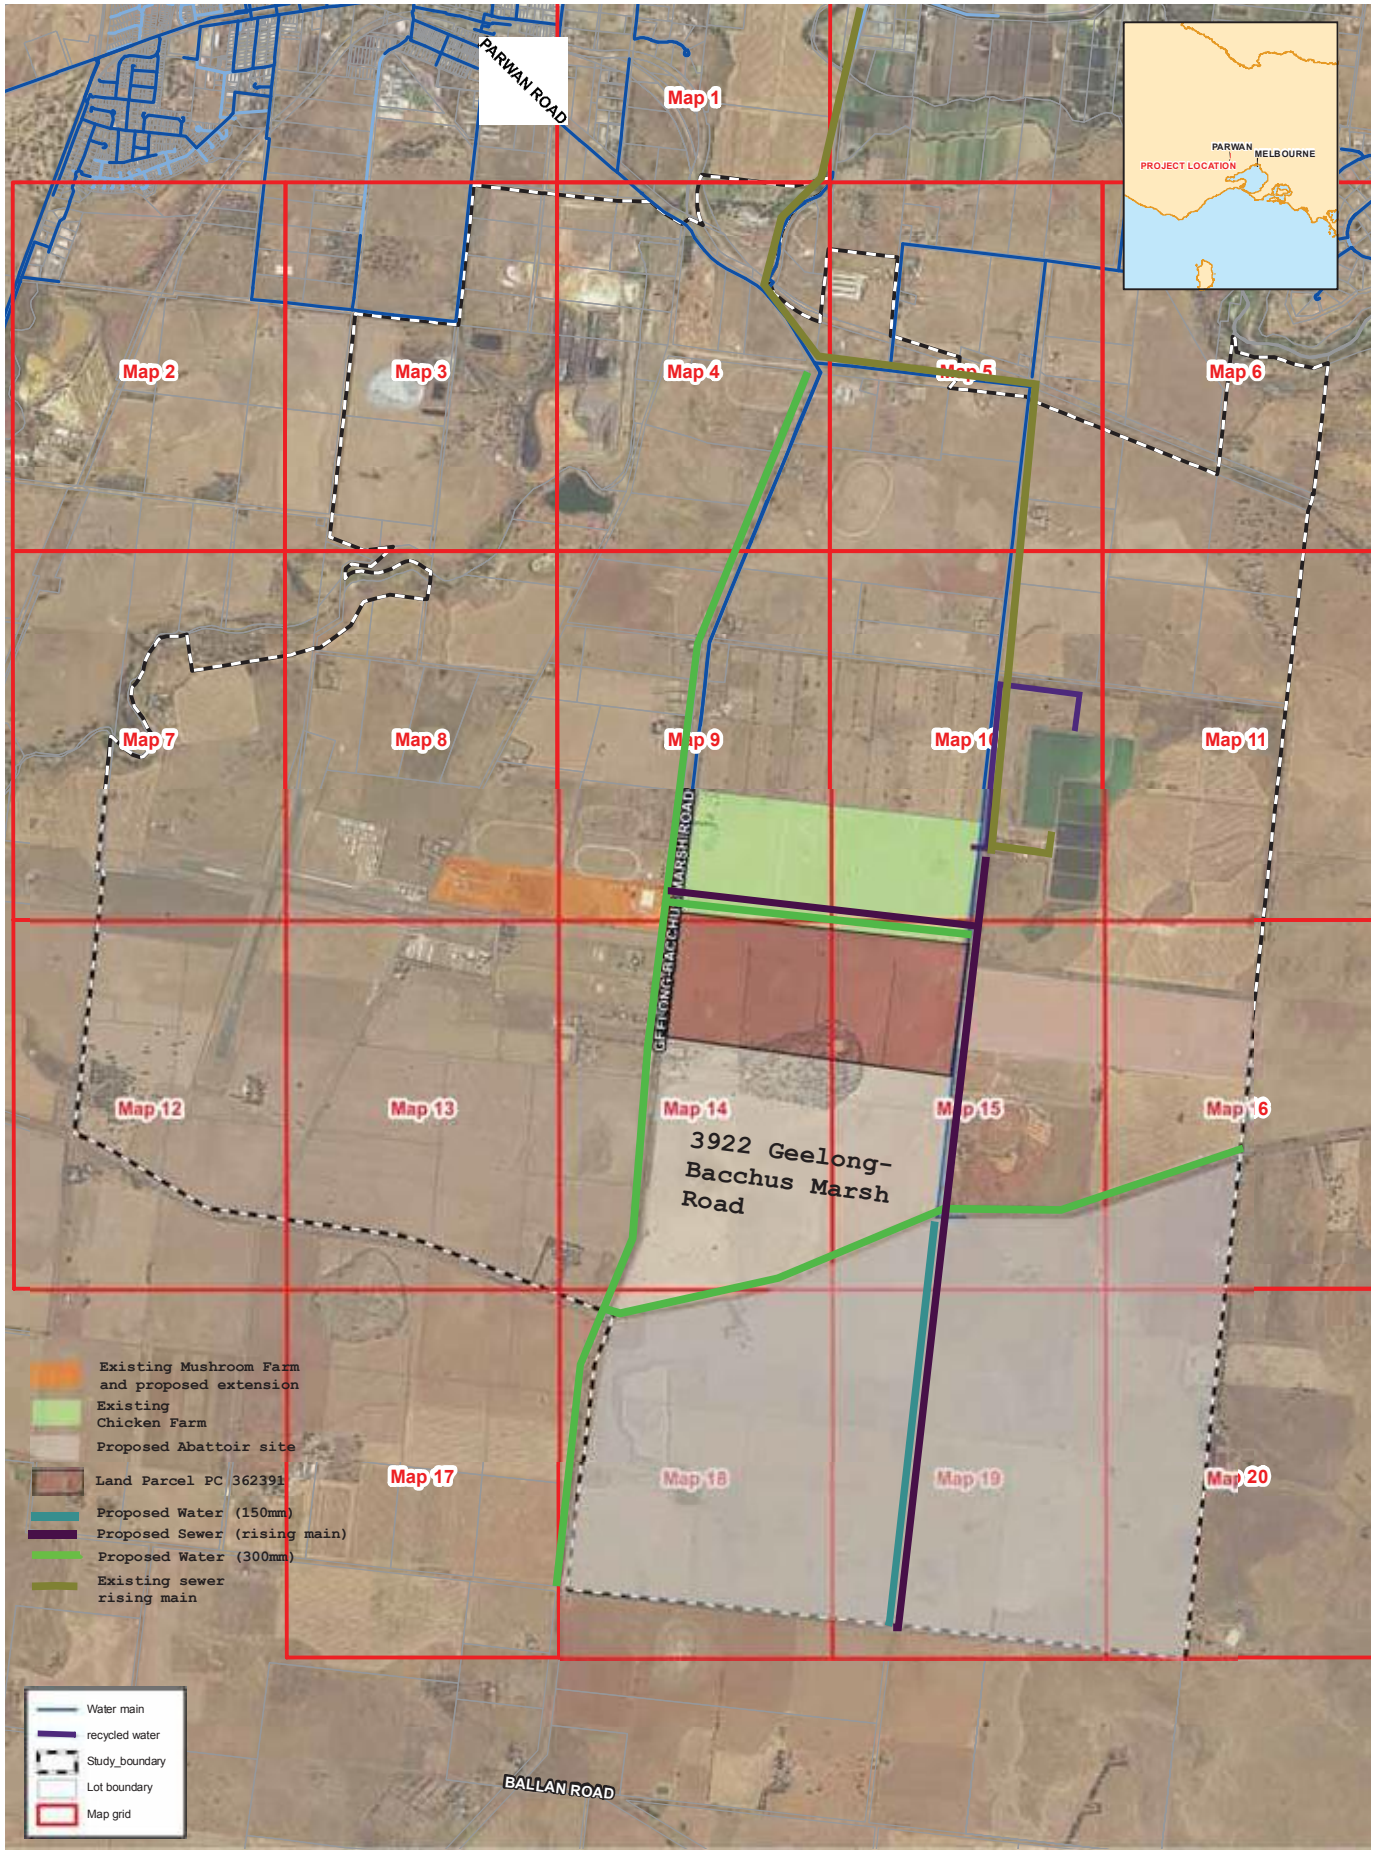 PARWAN ROAD
Map 1
PARWAN
MELBOURNE
PROJECT LOCATION
Map 2
Map 3
Map 4
Map 5
Map 6
Map 7
Map 8
Map 9
Map 10
Map 11
GEELONG-BACCHUS MARSH ROAD
Map 12
Map 13
Map 14
Map 15
Map 16
3922 Geelong-
Bacchus Marsh
Road
Existing Mushroom Farm
and proposed extension
Existing
Chicken Farm
Proposed Abattoir site
Land Parcel PC 362391
Proposed Water (150mm)
Proposed Sewer (rising main)
Proposed Water (300mm)
Existing sewer
rising main
Map 17
Map 18
Map 19
Map 20
Water main
recycled water
Study_boundary
Lot boundary
Map grid
BALLAN ROAD